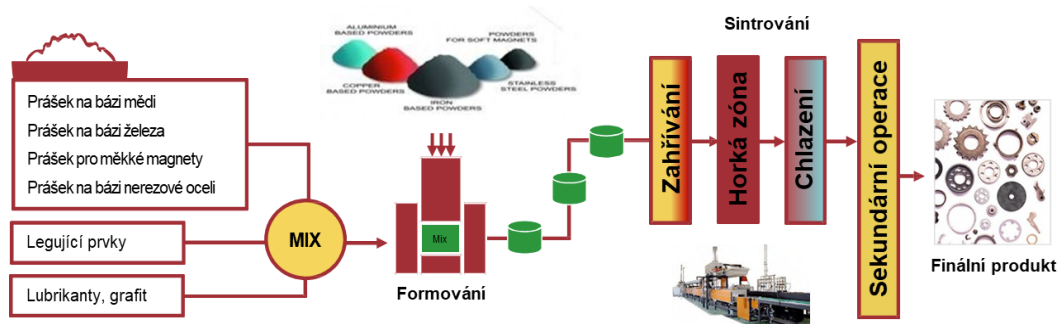 Prášek na bázi mědi
Prášek na bázi železa
Prášek pro měkké magnety
Prášek na bázi nerezové oceli
Legující prvky
Lubrikanty, grafit
MIX
ALUMINIUM
BASED POWDERS
COPPER
BASED POWDERS
IRON
BASED POWDERS
POWDERS
FOR SOFT MAGNETS
STAINLESS
STEEL POWDERS
Mix
Formování
Sintrování
Zahřívání
Horká zóna
Chlazení
Sekundární operace
Finální produkt